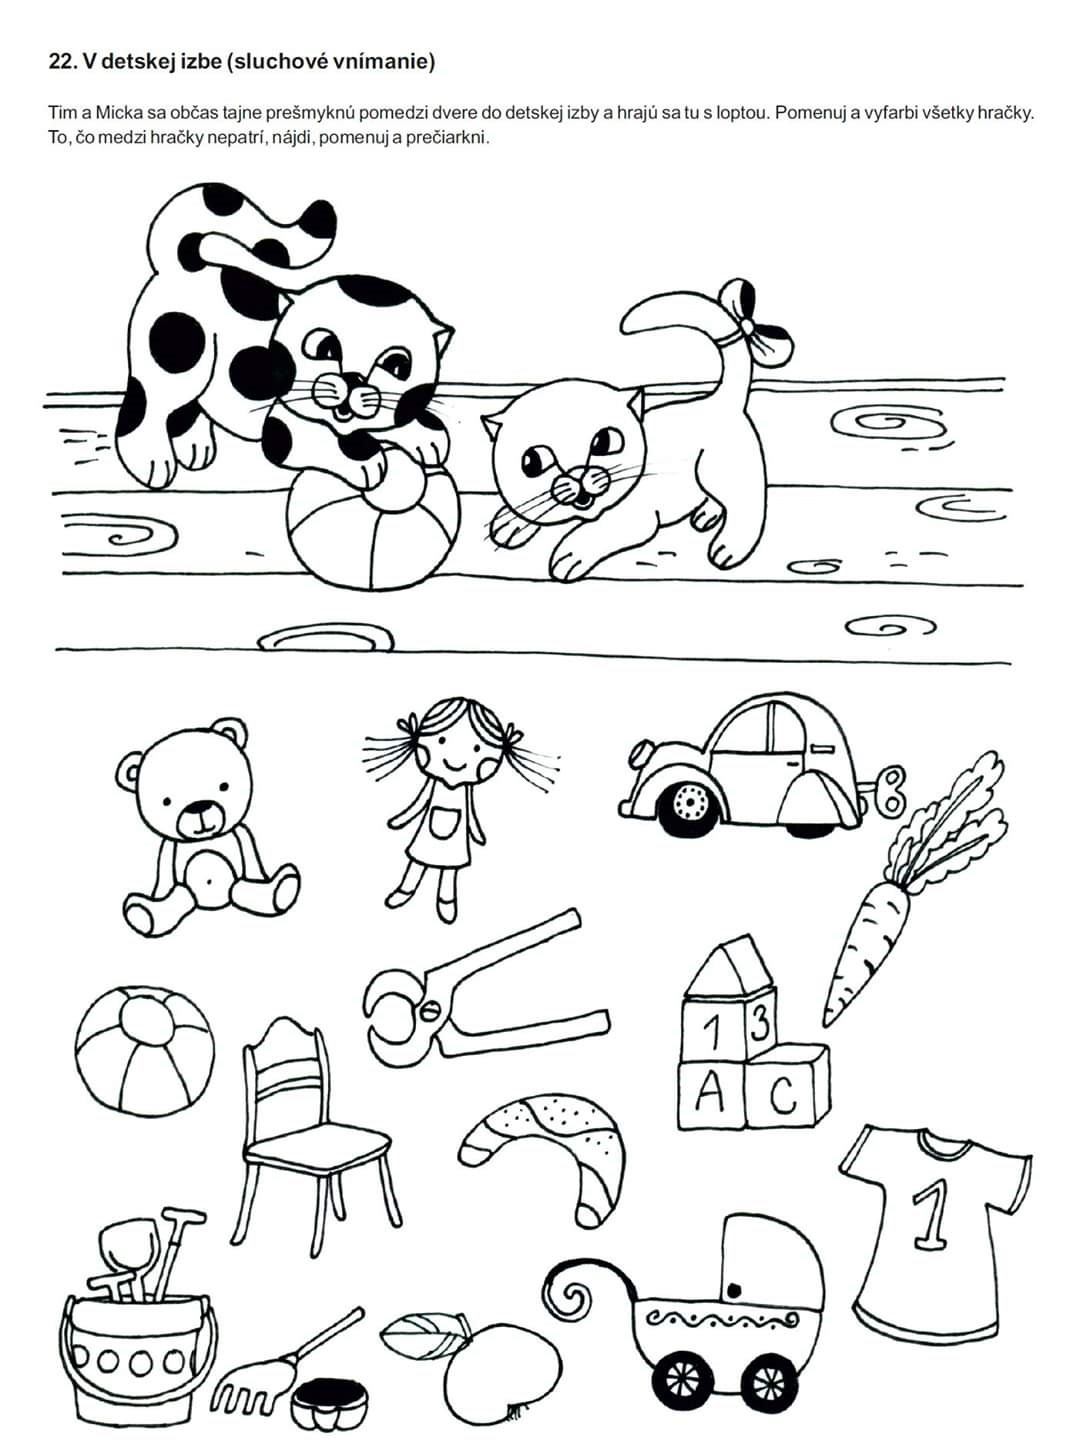 22. V detskej izbe (sluchové vnímanie)
Tim a Micka sa občas tajne prešmyknú pomedzi dvere do detskej izby a hrajú sa tu s loptou. Pomenuj a vyfarbi všetky hračky.
To, čo medzi hračky nepatrí, nájdi, pomenuj a prečiarkni.
1 3
A C
1